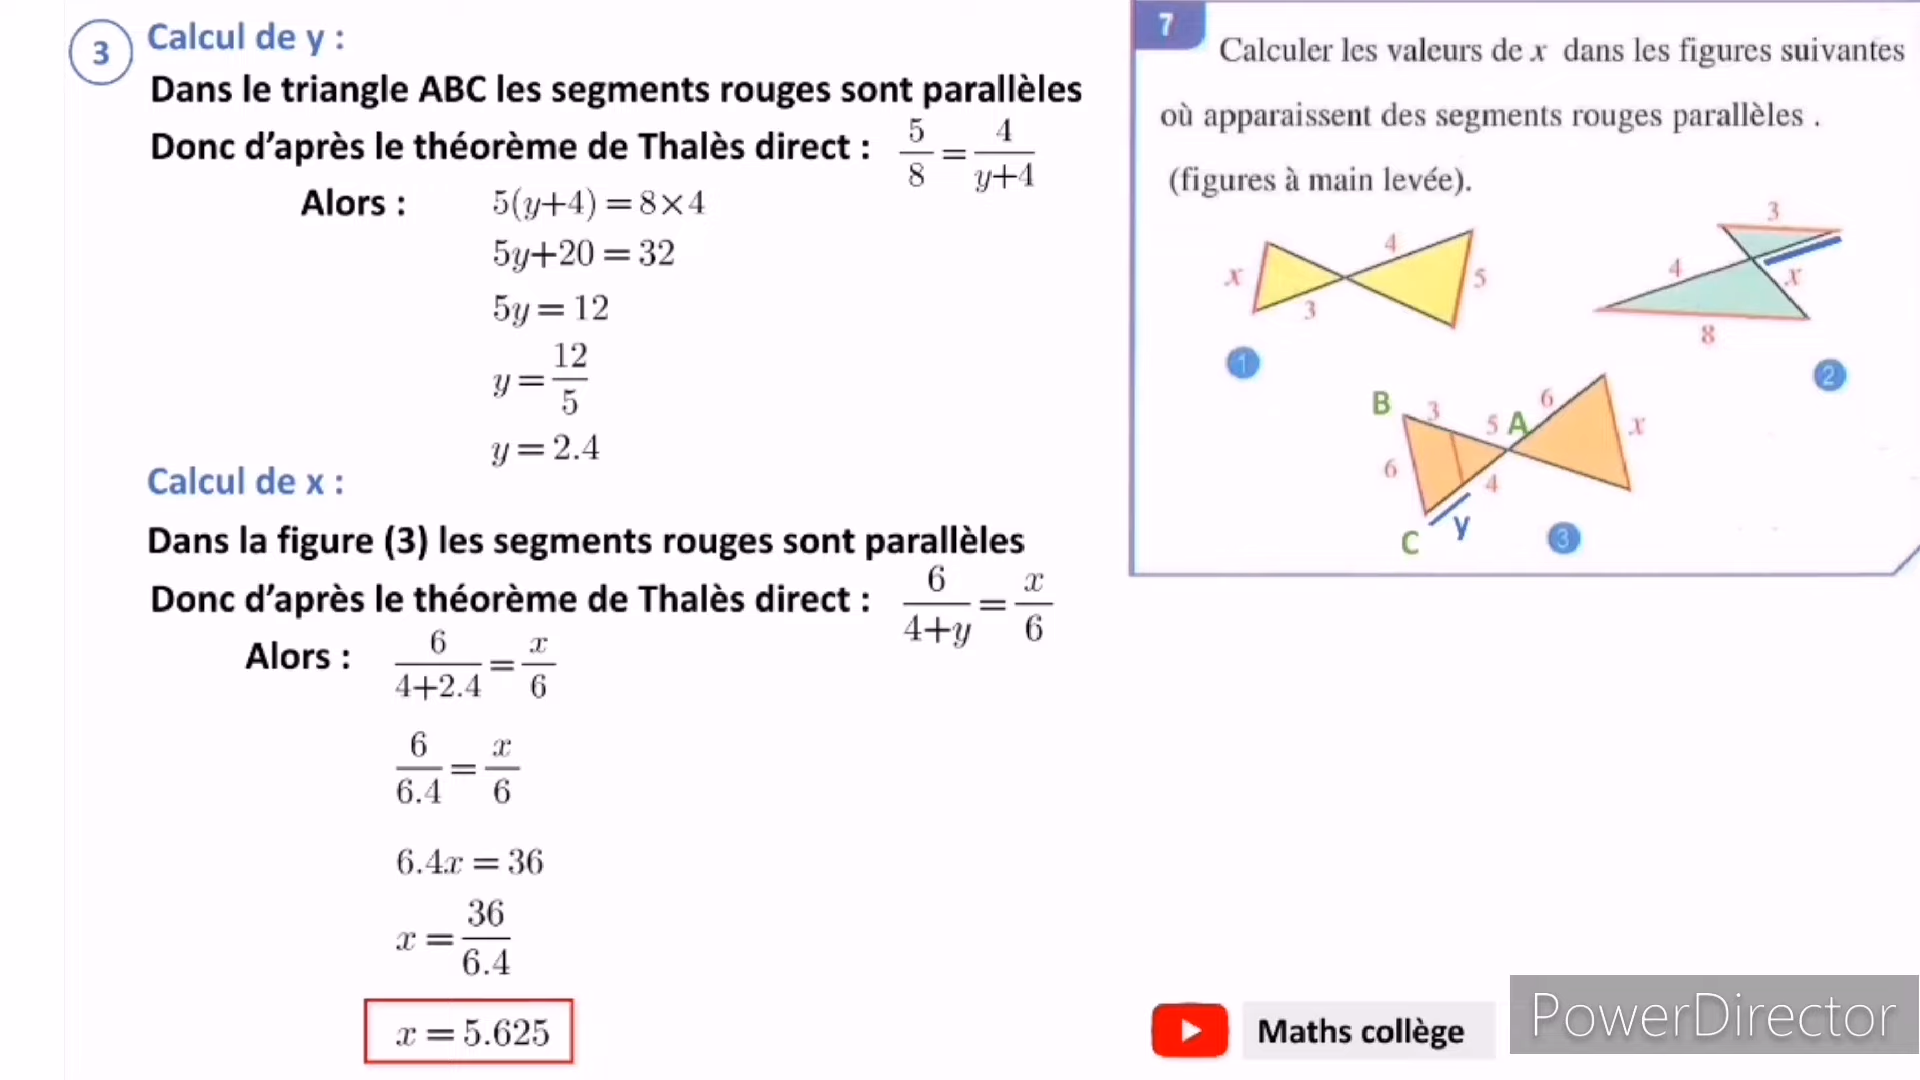 3
Calcul de y :
Dans le triangle ABC les segments rouges sont parallèles
Donc d’après le théorème de Thalès direct : 5/8 = 4/(y+4)
Alors : 5(y+4) = 8×4
5y+20 = 32
5y = 12
y = 12/5
y = 2.4
Calcul de x :
Dans la figure (3) les segments rouges sont parallèles
Donc d’après le théorème de Thalès direct : 6/(4+y) = x/6
Alors : 6/(4+2.4) = x/6
6/6.4 = x/6
6.4x = 36
x = 36/6.4
x = 5.625
7
Calculer les valeurs de x dans les figures suivantes
où apparaissent des segments rouges parallèles .
(figures à main levée).
x 4 5 3
1
3 4 x 8
2
B 3 5 A 6 x
6 4
C y
3
Maths collège
PowerDirector